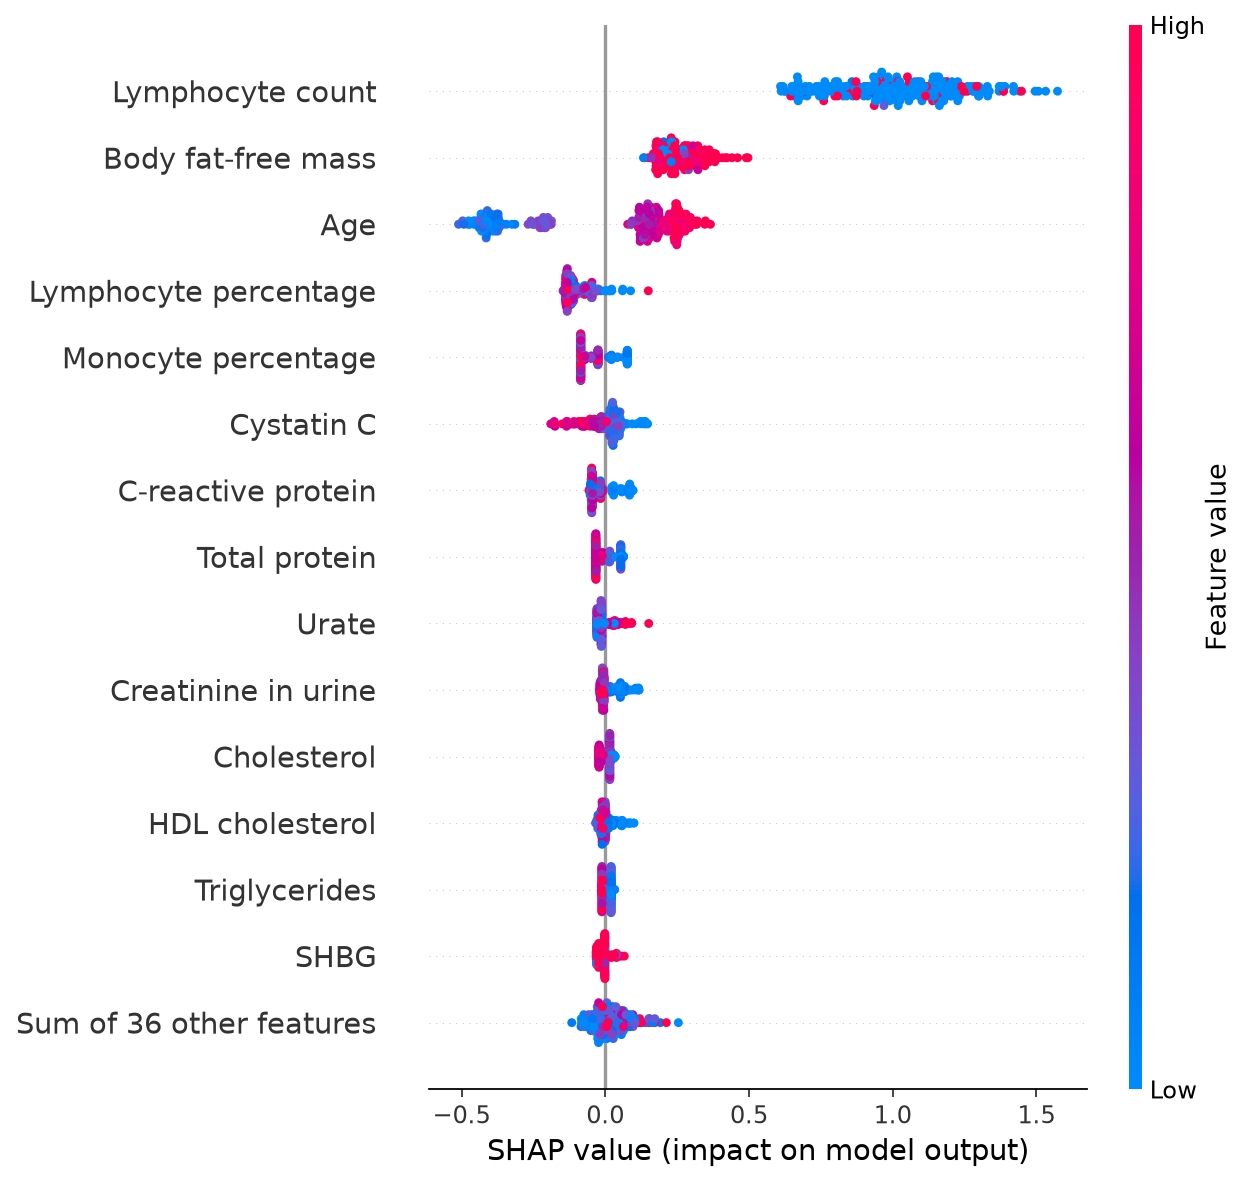 High
Lymphocyte count
Body fat-free mass
Age
Lymphocyte percentage
Monocyte percentage
Cystatin C
C-reactive protein
Total protein
Urate
Creatinine in urine
Cholesterol
HDL cholesterol
Triglycerides
SHBG
Sum of 36 other features
Feature value
Low
−0.5 0.0 0.5 1.0 1.5
SHAP value (impact on model output)